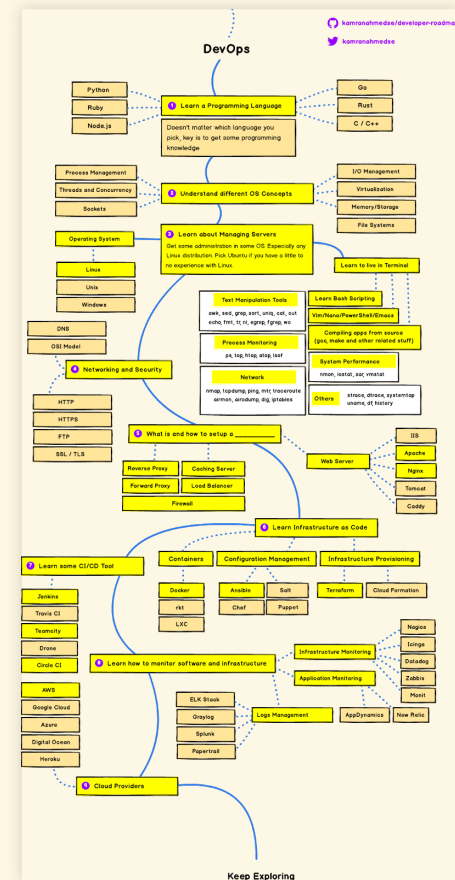 kamranahmedse/developer-roadma
kamranahmedse
DevOps
Python
Ruby
Node.js
1 Learn a Programming Language
Doesn't matter which language you
pick, key is to get some programming
knowledge
Go
Rust
C / C++
Process Management
Threads and Concurrency
Sockets
2 Understand different OS Concepts
I/O Management
Virtualization
Memory/Storage
File Systems
3 Learn about Managing Servers
Get some administration in some OS. Especially any
Linux distribution. Pick Ubuntu if you have a little to
no experience with Linux.
Operating System
Linux
Unix
Windows
Learn to live in Terminal
Learn Bash Scripting
Vim/Nano/PowerShell/Emacs
Compiling apps from source
(gcc, make and other related stuff)
Text Manipulation Tools
awk, sed, grep, sort, uniq, cat, cut
echo, fmt, tr, nl, egrep, fgrep, wc
Process Monitoring
ps, top, htop, atop, lsof
Network
nmap, tcpdump, ping, mtr, traceroute
airmon, airodump, dig, iptables
System Performance
nmon, iostat, sar, vmstat
Others
strace, dtrace, systemtap
uname, df, history
DNS
OSI Model
4 Networking and Security
HTTP
HTTPS
FTP
SSL / TLS
5 What is and how to setup a ___________
Reverse Proxy
Caching Server
Forward Proxy
Load Balancer
Firewall
Web Server
IIS
Apache
Nginx
Tomcat
Caddy
6 Learn Infrastructure as Code
Containers
Docker
rkt
LXC
Configuration Management
Ansible
Salt
Chef
Puppet
Infrastructure Provisioning
Terraform
Cloud Formation
7 Learn some CI/CD Tool
Jenkins
Travis CI
Teamcity
Drone
Circle CI
8 Learn how to monitor software and infrastructure
Infrastructure Monitoring
Nagios
Icinga
Datadog
Zabbix
Monit
Application Monitoring
AppDynamics
New Relic
Logs Management
ELK Stack
Graylog
Splunk
Papertrail
AWS
Google Cloud
Azure
Digital Ocean
Heroku
9 Cloud Providers
Keep Exploring